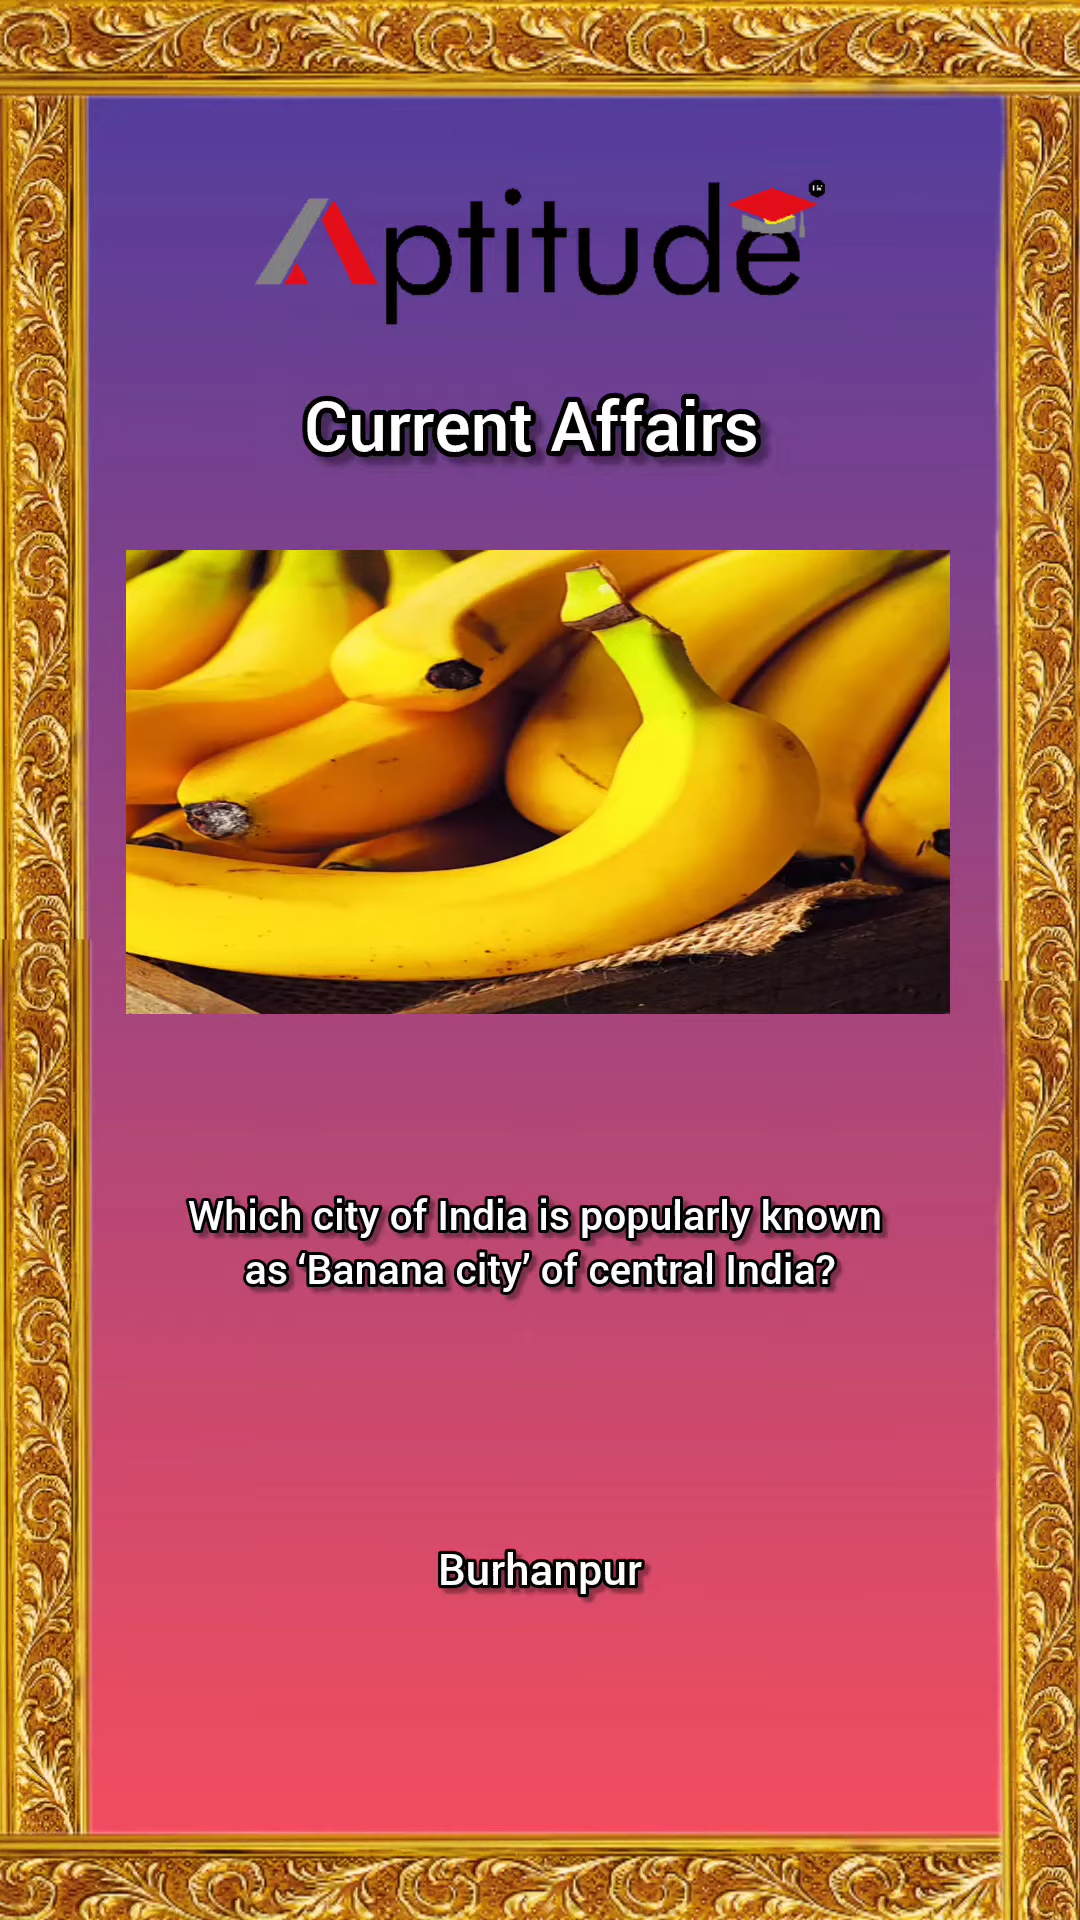 Aptitude
Current Affairs
Which city of India is popularly known
as ‘Banana city’ of central India?
Burhanpur